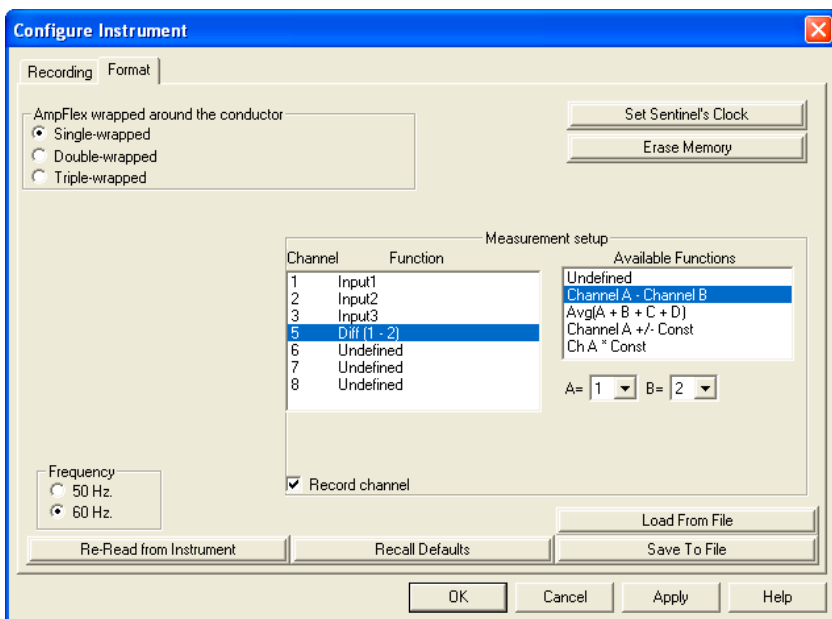 Configure Instrument
Recording Format
AmpFlex wrapped around the conductor
Single-wrapped
Double-wrapped
Triple-wrapped
Set Sentinel's Clock
Erase Memory
Measurement setup
Channel Function
1 Input1
2 Input2
3 Input3
5 Diff (1 - 2)
6 Undefined
7 Undefined
8 Undefined
Available Functions
Undefined
Channel A - Channel B
Avg(A + B + C + D)
Channel A +/- Const
Ch A * Const
A= 1 B= 2
Record channel
Frequency
50 Hz.
60 Hz.
Load From File
Re-Read from Instrument Recall Defaults Save To File
OK Cancel Apply Help